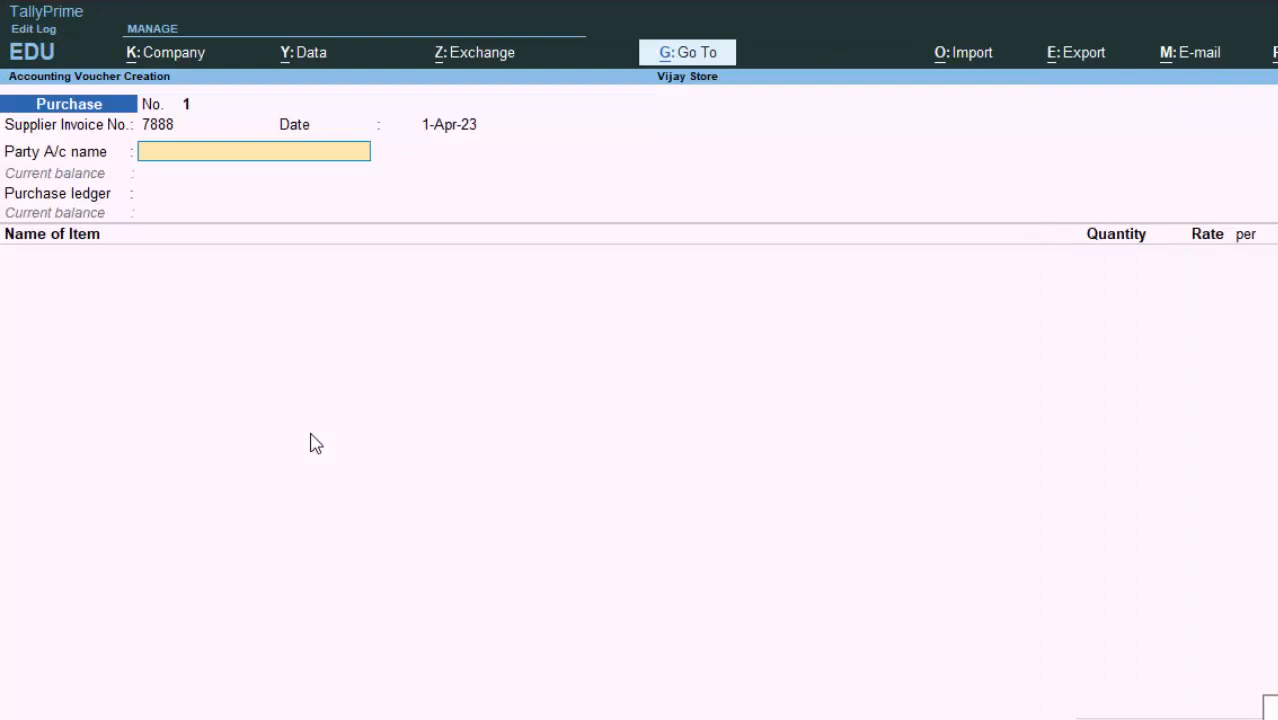 TallyPrime
Edit Log
MANAGE
EDU
K: Company
Y: Data
Z: Exchange
G: Go To
O: Import
E: Export
M: E-mail
Accounting Voucher Creation
Vijay Store
Purchase No. 1
Supplier Invoice No.: 7888 Date : 1-Apr-23
Party A/c name :
Current balance :
Purchase ledger :
Current balance :
Name of Item Quantity Rate per